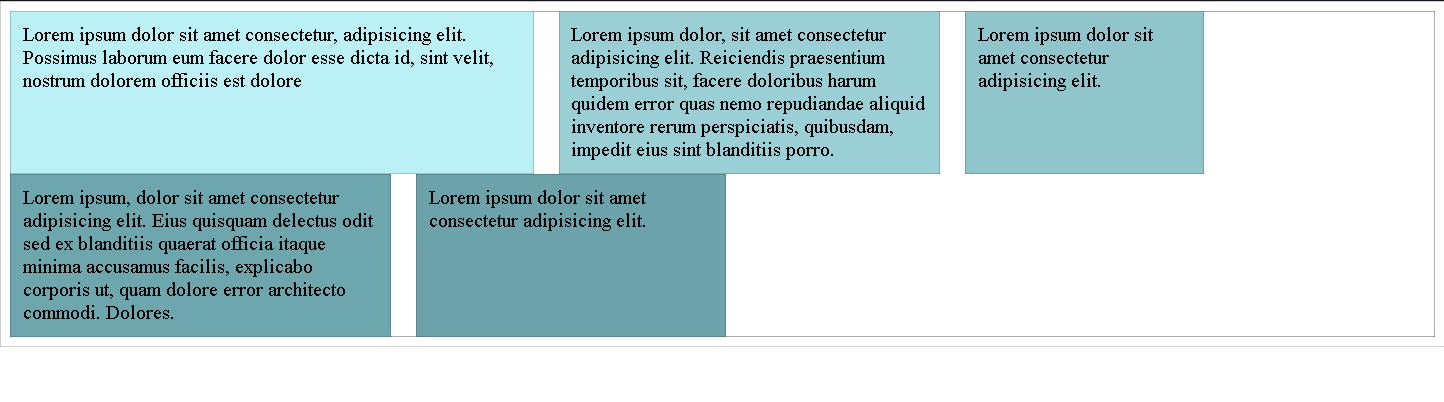 Lorem ipsum dolor sit amet consectetur, adipisicing elit.
Possimus laborum eum facere dolor esse dicta id, sint velit,
nostrum dolorem officiis est dolore
Lorem ipsum dolor, sit amet consectetur
adipisicing elit. Reiciendis praesentium
temporibus sit, facere doloribus harum
quidem error quas nemo repudiandae aliquid
inventore rerum perspiciatis, quibusdam,
impedit eius sint blanditiis porro.
Lorem ipsum dolor sit
amet consectetur
adipisicing elit.
Lorem ipsum, dolor sit amet consectetur
adipisicing elit. Eius quisquam delectus odit
sed ex blanditiis quaerat officia itaque
minima accusamus facilis, explicabo
corporis ut, quam dolore error architecto
commodi. Dolores.
Lorem ipsum dolor sit amet
consectetur adipisicing elit.